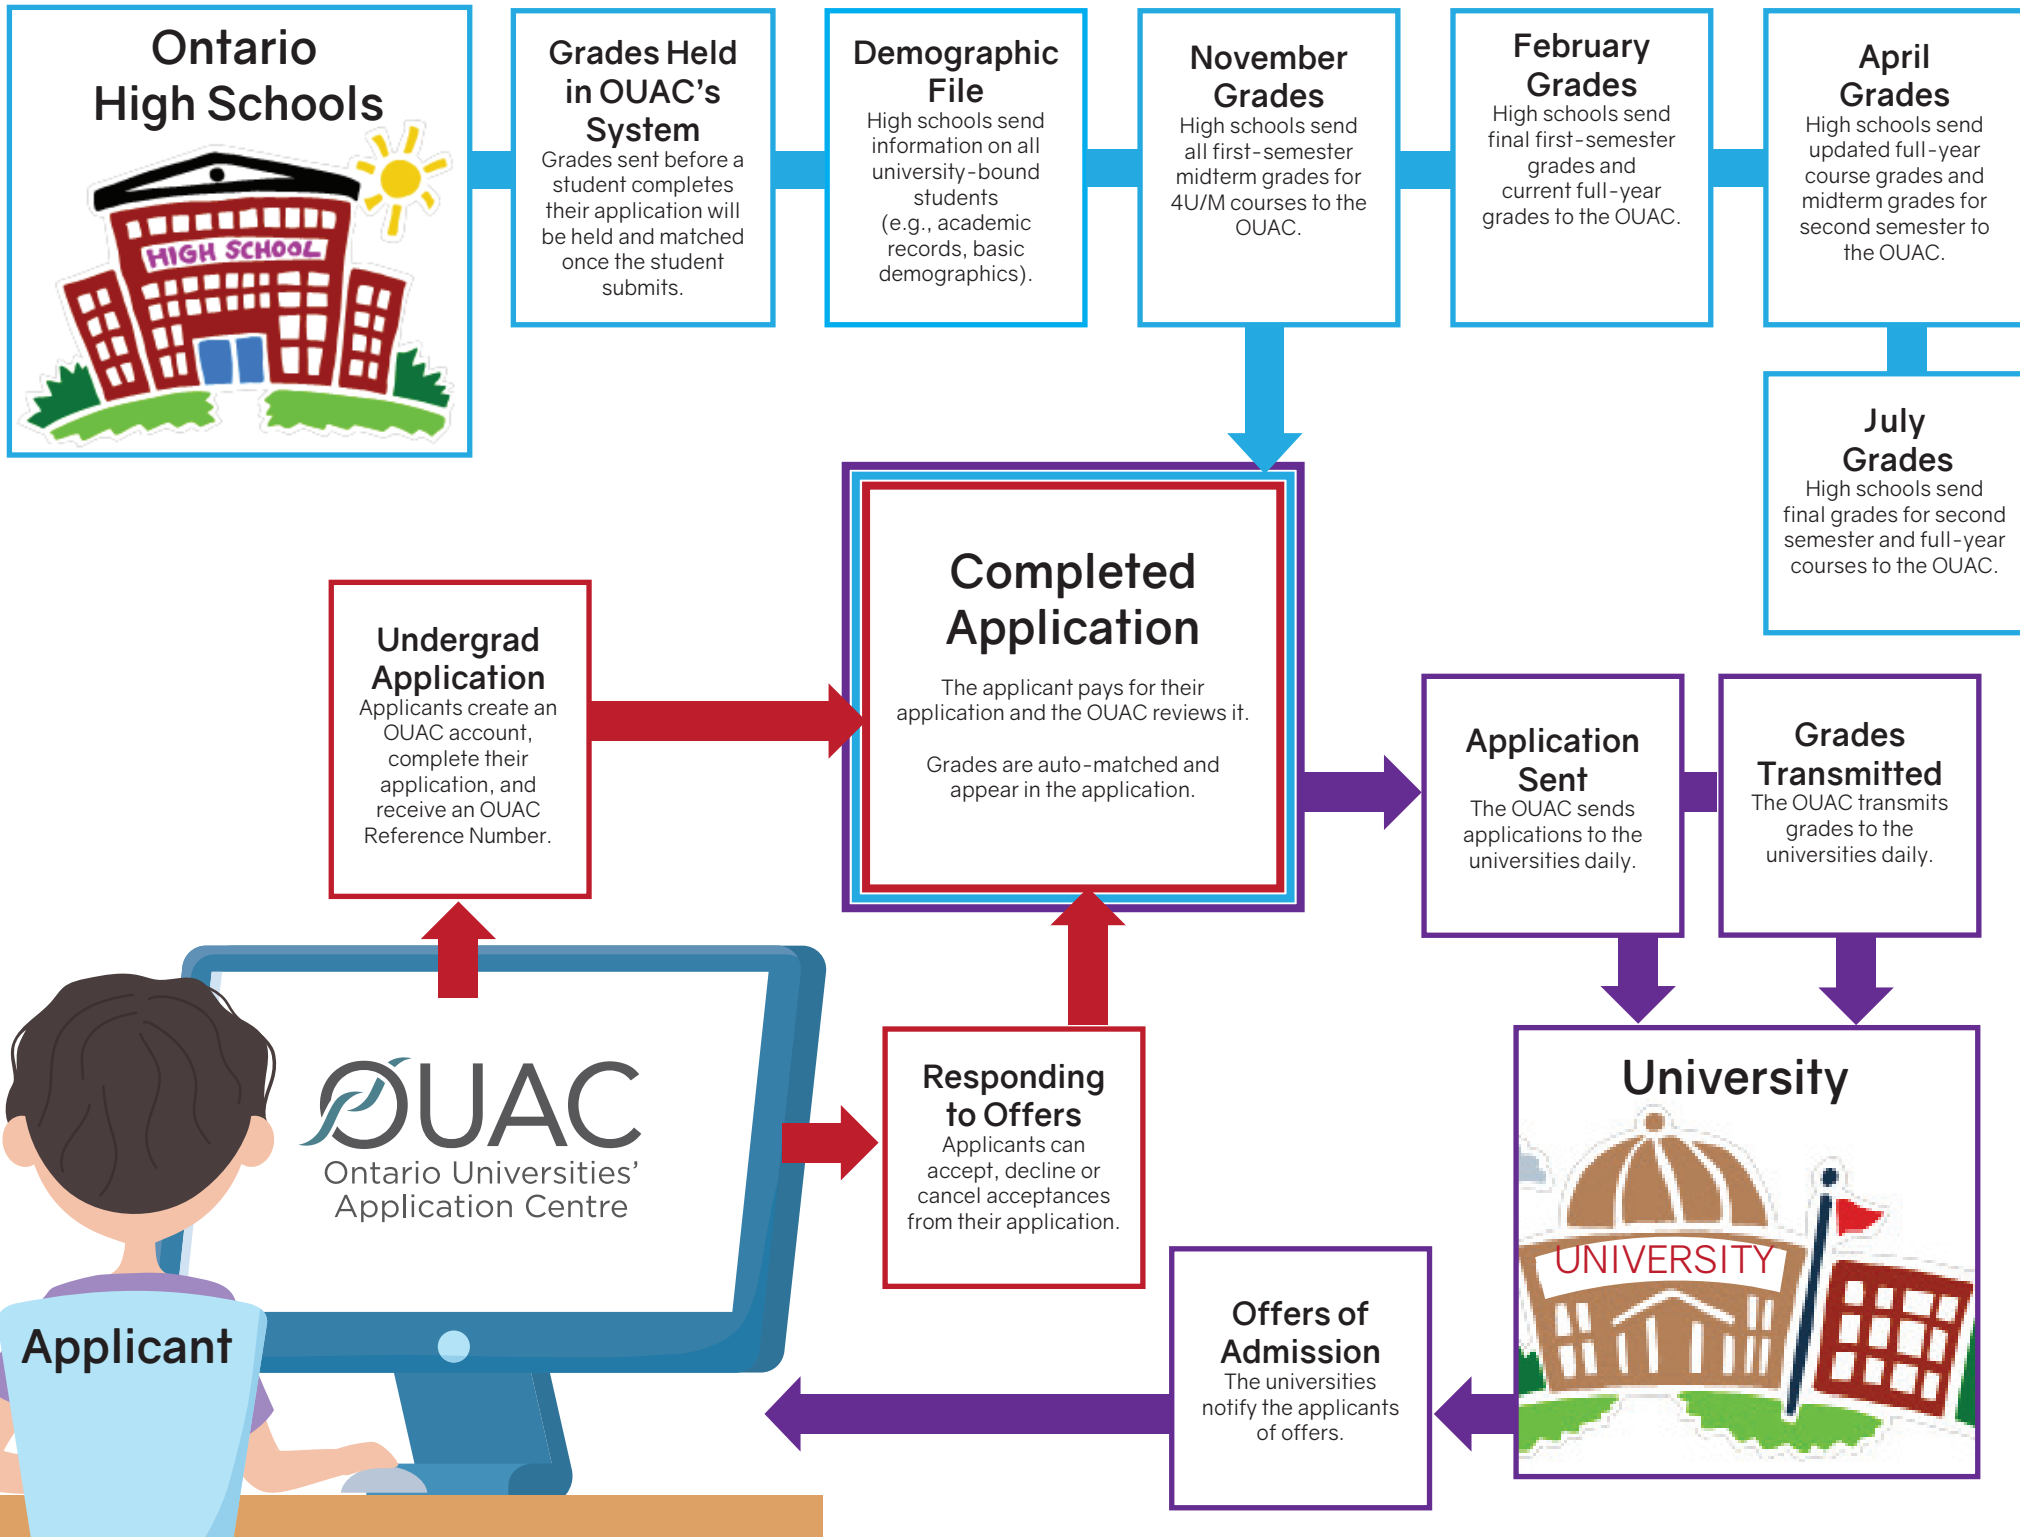 Ontario
High Schools
HIGH SCHOOL
Grades Held
in OUAC's
System
Grades sent before a
student completes
their application will
be held and matched
once the student
submits.
Demographic
File
High schools send
information on all
university-bound
students
(e.g., academic
records, basic
demographics).
November
Grades
High schools send
all first-semester
midterm grades for
4U/M courses to the
OUAC.
February
Grades
High schools send
final first-semester
grades and
current full-year
grades to the OUAC.
April
Grades
High schools send
updated full-year
course grades and
midterm grades for
second semester to
the OUAC.
July
Grades
High schools send
final grades for second
semester and full-year
courses to the OUAC.
Completed
Application
The applicant pays for their
application and the OUAC reviews it.
Grades are auto-matched and
appear in the application.
Undergrad
Application
Applicants create an
OUAC account,
complete their
application, and
receive an OUAC
Reference Number.
Application
Sent
The OUAC sends
applications to the
universities daily.
Grades
Transmitted
The OUAC transmits
grades to the
universities daily.
OUAC
Ontario Universities'
Application Centre
Applicant
Responding
to Offers
Applicants can
accept, decline or
cancel acceptances
from their application.
University
UNIVERSITY
Offers of
Admission
The universities
notify the applicants
of offers.